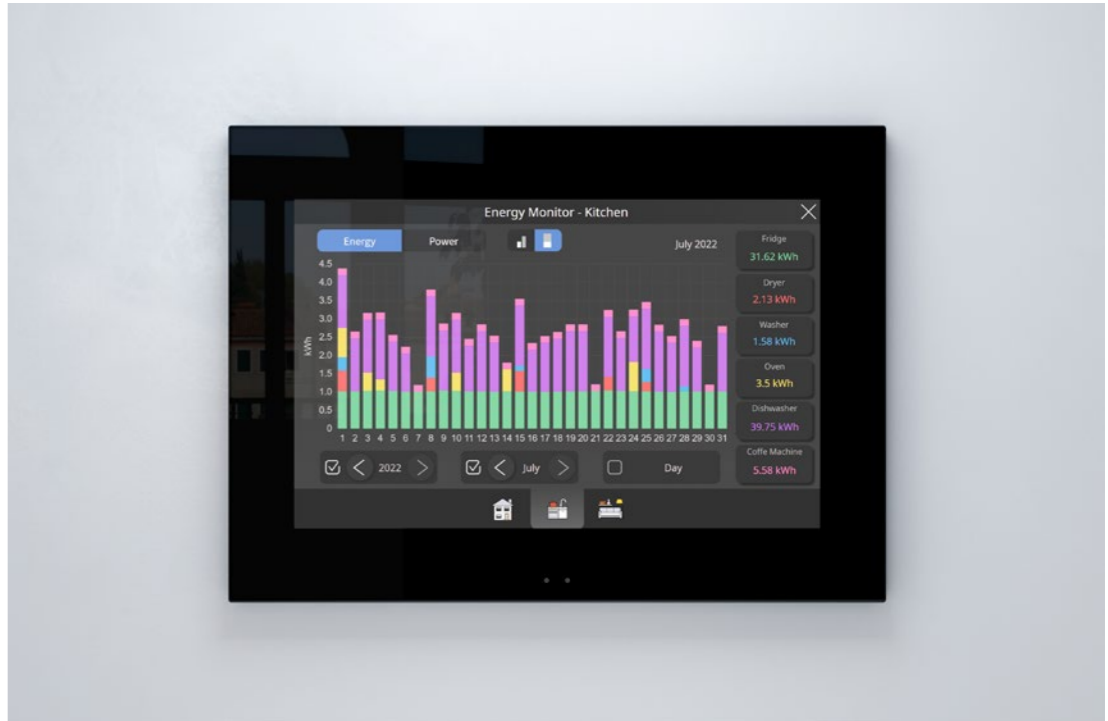 Energy Monitor - Kitchen
Energy Power
July 2022
4.5
4.0
3.5
3.0
2.5
2.0
1.5
1.0
0.5
0
kWh
1 2 3 4 5 6 7 8 9 10 11 12 13 14 15 16 17 18 19 20 21 22 23 24 25 26 27 28 29 30 31
Fridge
31.62 kWh
Dryer
2.13 kWh
Washer
1.58 kWh
Oven
3.5 kWh
Dishwasher
39.75 kWh
Coffe Machine
5.58 kWh
2022 July Day